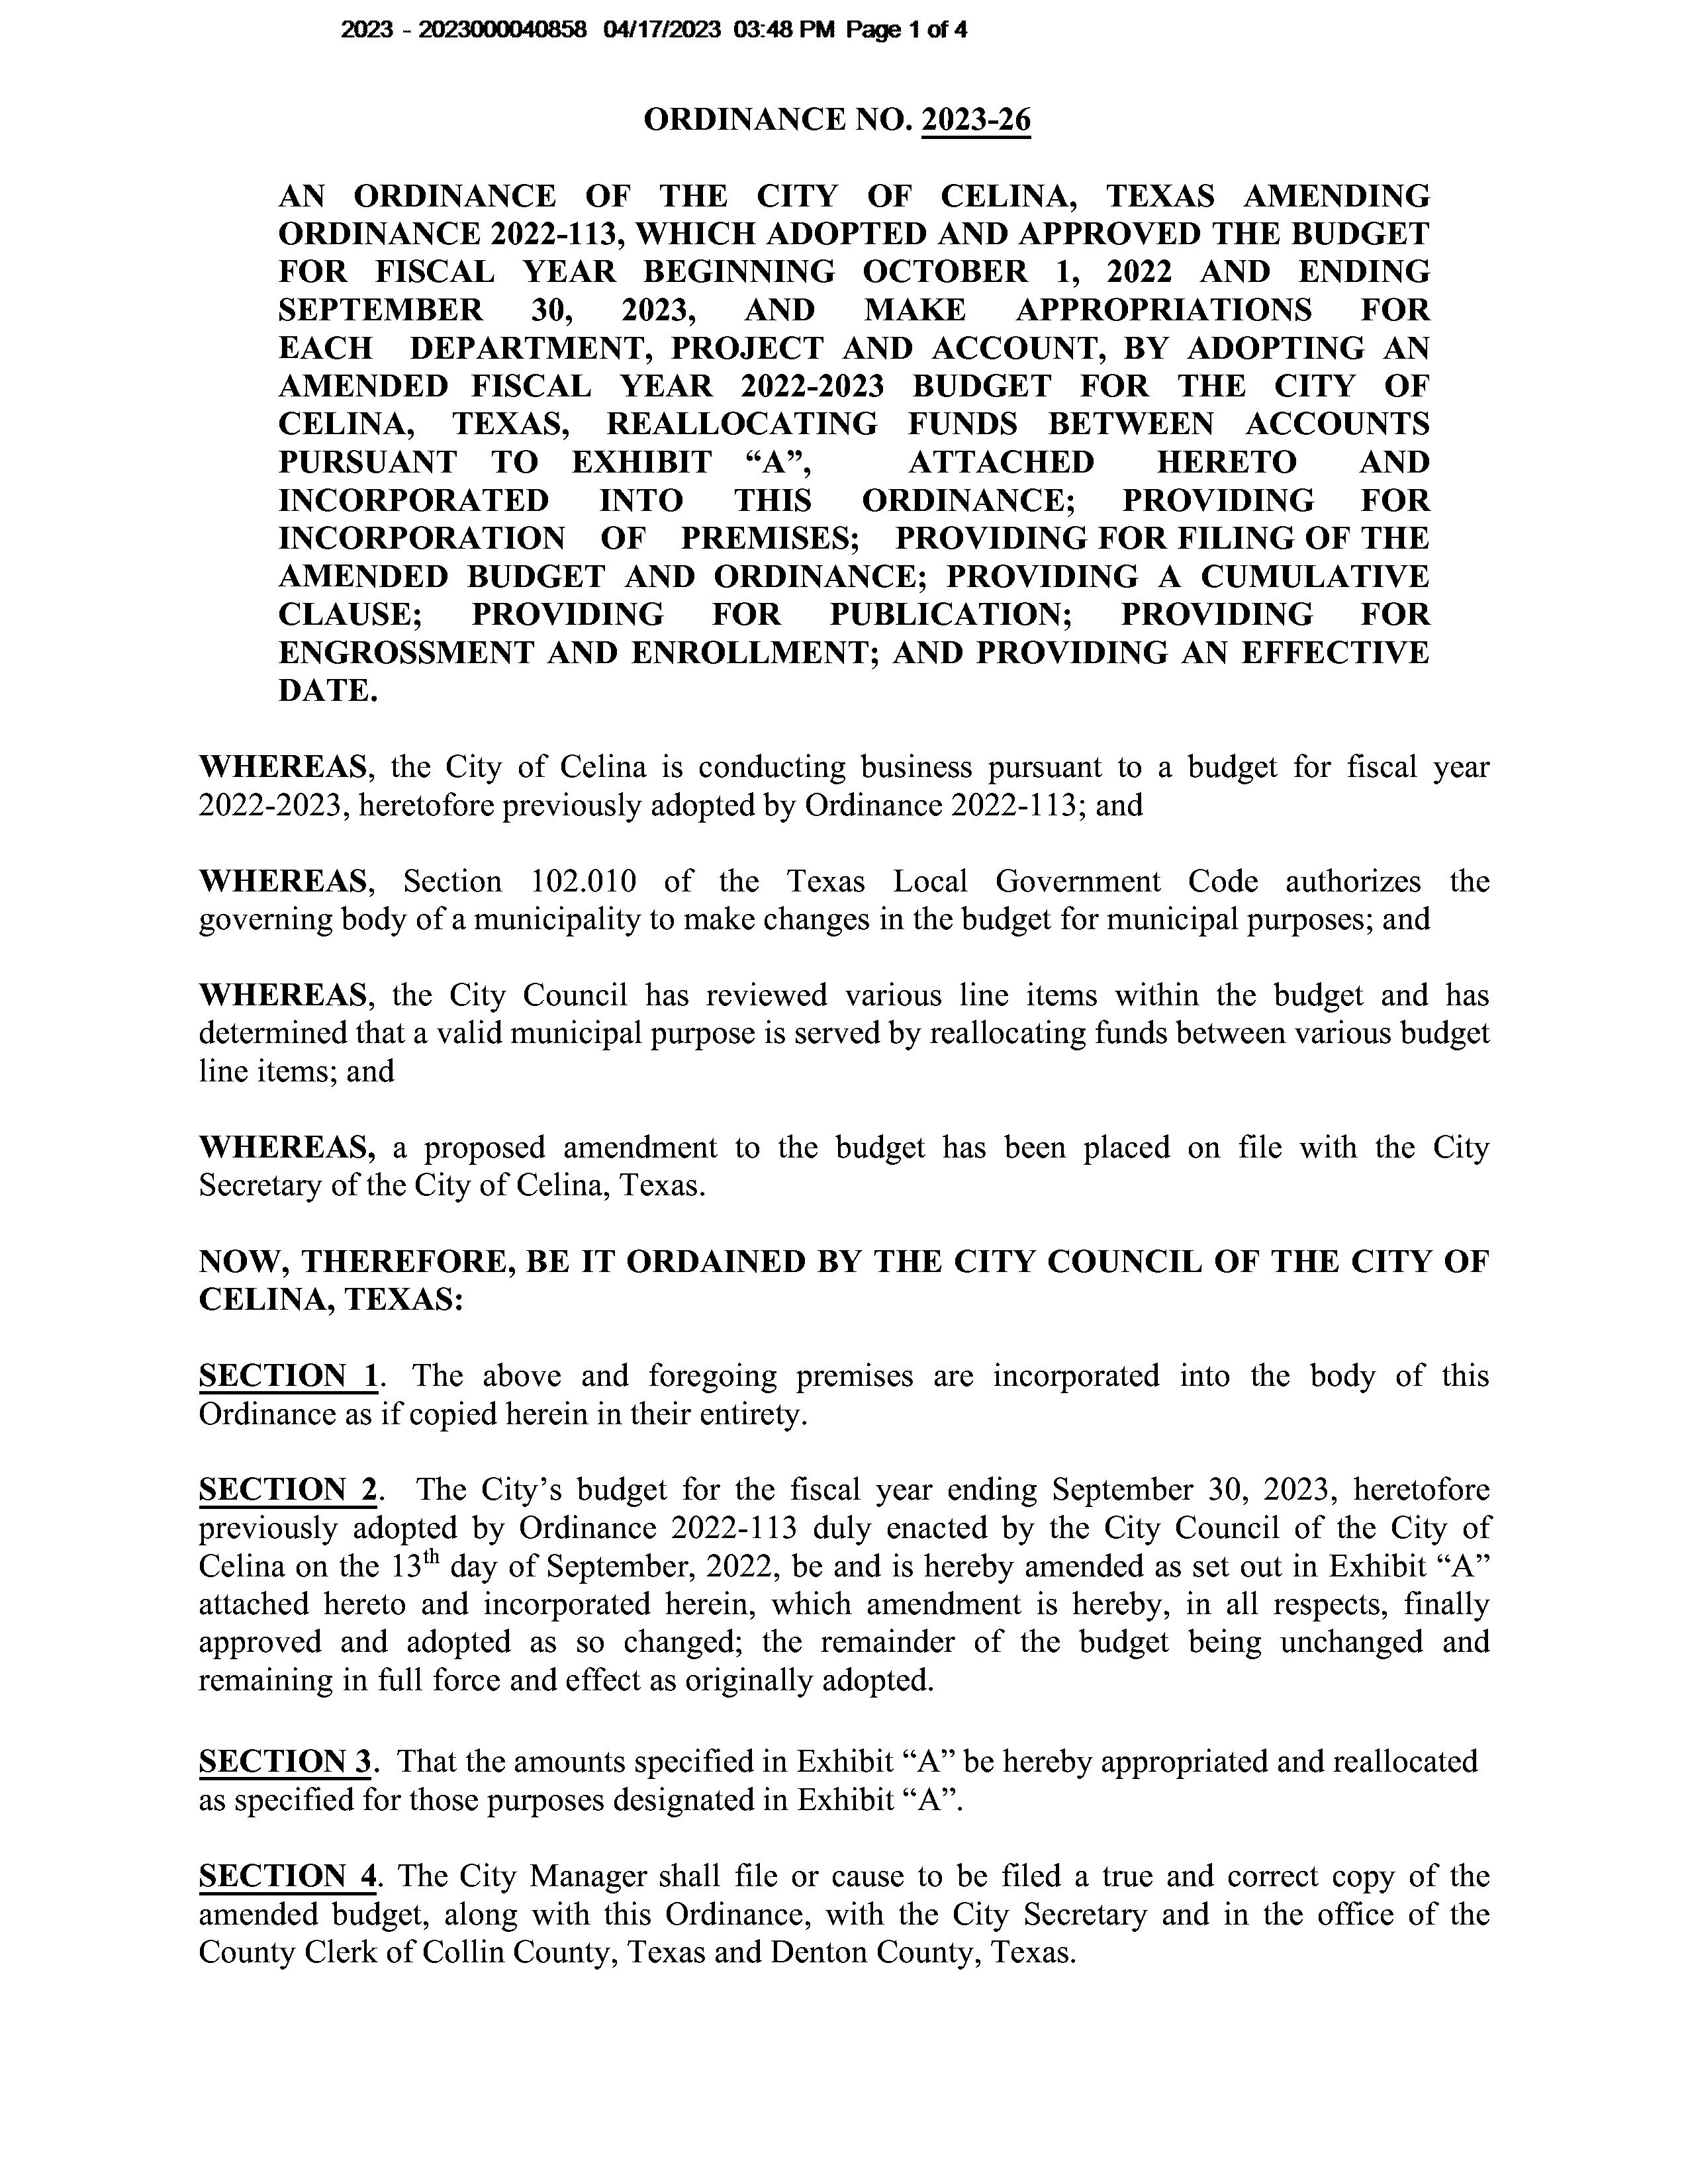 2023 - 2023000040858 04/17/2023 03:48 PM Page 1 of 4
ORDINANCE NO. 2023-26
AN ORDINANCE OF THE CITY OF CELINA, TEXAS AMENDING
ORDINANCE 2022-113, WHICH ADOPTED AND APPROVED THE BUDGET
FOR FISCAL YEAR BEGINNING OCTOBER 1, 2022 AND ENDING
SEPTEMBER 30, 2023, AND MAKE APPROPRIATIONS FOR
EACH DEPARTMENT, PROJECT AND ACCOUNT, BY ADOPTING AN
AMENDED FISCAL YEAR 2022-2023 BUDGET FOR THE CITY OF
CELINA, TEXAS, REALLOCATING FUNDS BETWEEN ACCOUNTS
PURSUANT TO EXHIBIT “A”, ATTACHED HERETO AND
INCORPORATED INTO THIS ORDINANCE; PROVIDING FOR
INCORPORATION OF PREMISES; PROVIDING FOR FILING OF THE
AMENDED BUDGET AND ORDINANCE; PROVIDING A CUMULATIVE
CLAUSE; PROVIDING FOR PUBLICATION; PROVIDING FOR
ENGROSSMENT AND ENROLLMENT; AND PROVIDING AN EFFECTIVE
DATE.
WHEREAS, the City of Celina is conducting business pursuant to a budget for fiscal year
2022-2023, heretofore previously adopted by Ordinance 2022-113; and
WHEREAS, Section 102.010 of the Texas Local Government Code authorizes the
governing body of a municipality to make changes in the budget for municipal purposes; and
WHEREAS, the City Council has reviewed various line items within the budget and has
determined that a valid municipal purpose is served by reallocating funds between various budget
line items; and
WHEREAS, a proposed amendment to the budget has been placed on file with the City
Secretary of the City of Celina, Texas.
NOW, THEREFORE, BE IT ORDAINED BY THE CITY COUNCIL OF THE CITY OF
CELINA, TEXAS:
SECTION 1. The above and foregoing premises are incorporated into the body of this
Ordinance as if copied herein in their entirety.
SECTION 2. The City’s budget for the fiscal year ending September 30, 2023, heretofore
previously adopted by Ordinance 2022-113 duly enacted by the City Council of the City of
Celina on the 13th day of September, 2022, be and is hereby amended as set out in Exhibit “A”
attached hereto and incorporated herein, which amendment is hereby, in all respects, finally
approved and adopted as so changed; the remainder of the budget being unchanged and
remaining in full force and effect as originally adopted.
SECTION 3. That the amounts specified in Exhibit “A” be hereby appropriated and reallocated
as specified for those purposes designated in Exhibit “A”.
SECTION 4. The City Manager shall file or cause to be filed a true and correct copy of the
amended budget, along with this Ordinance, with the City Secretary and in the office of the
County Clerk of Collin County, Texas and Denton County, Texas.